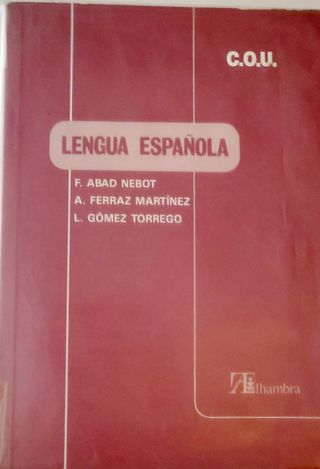 C.O.U.
LENGUA ESPAÑOLA
F. ABAD NEBOT
A. FERRAZ MARTÍNEZ
L. GÓMEZ TORREGO
Alhambra